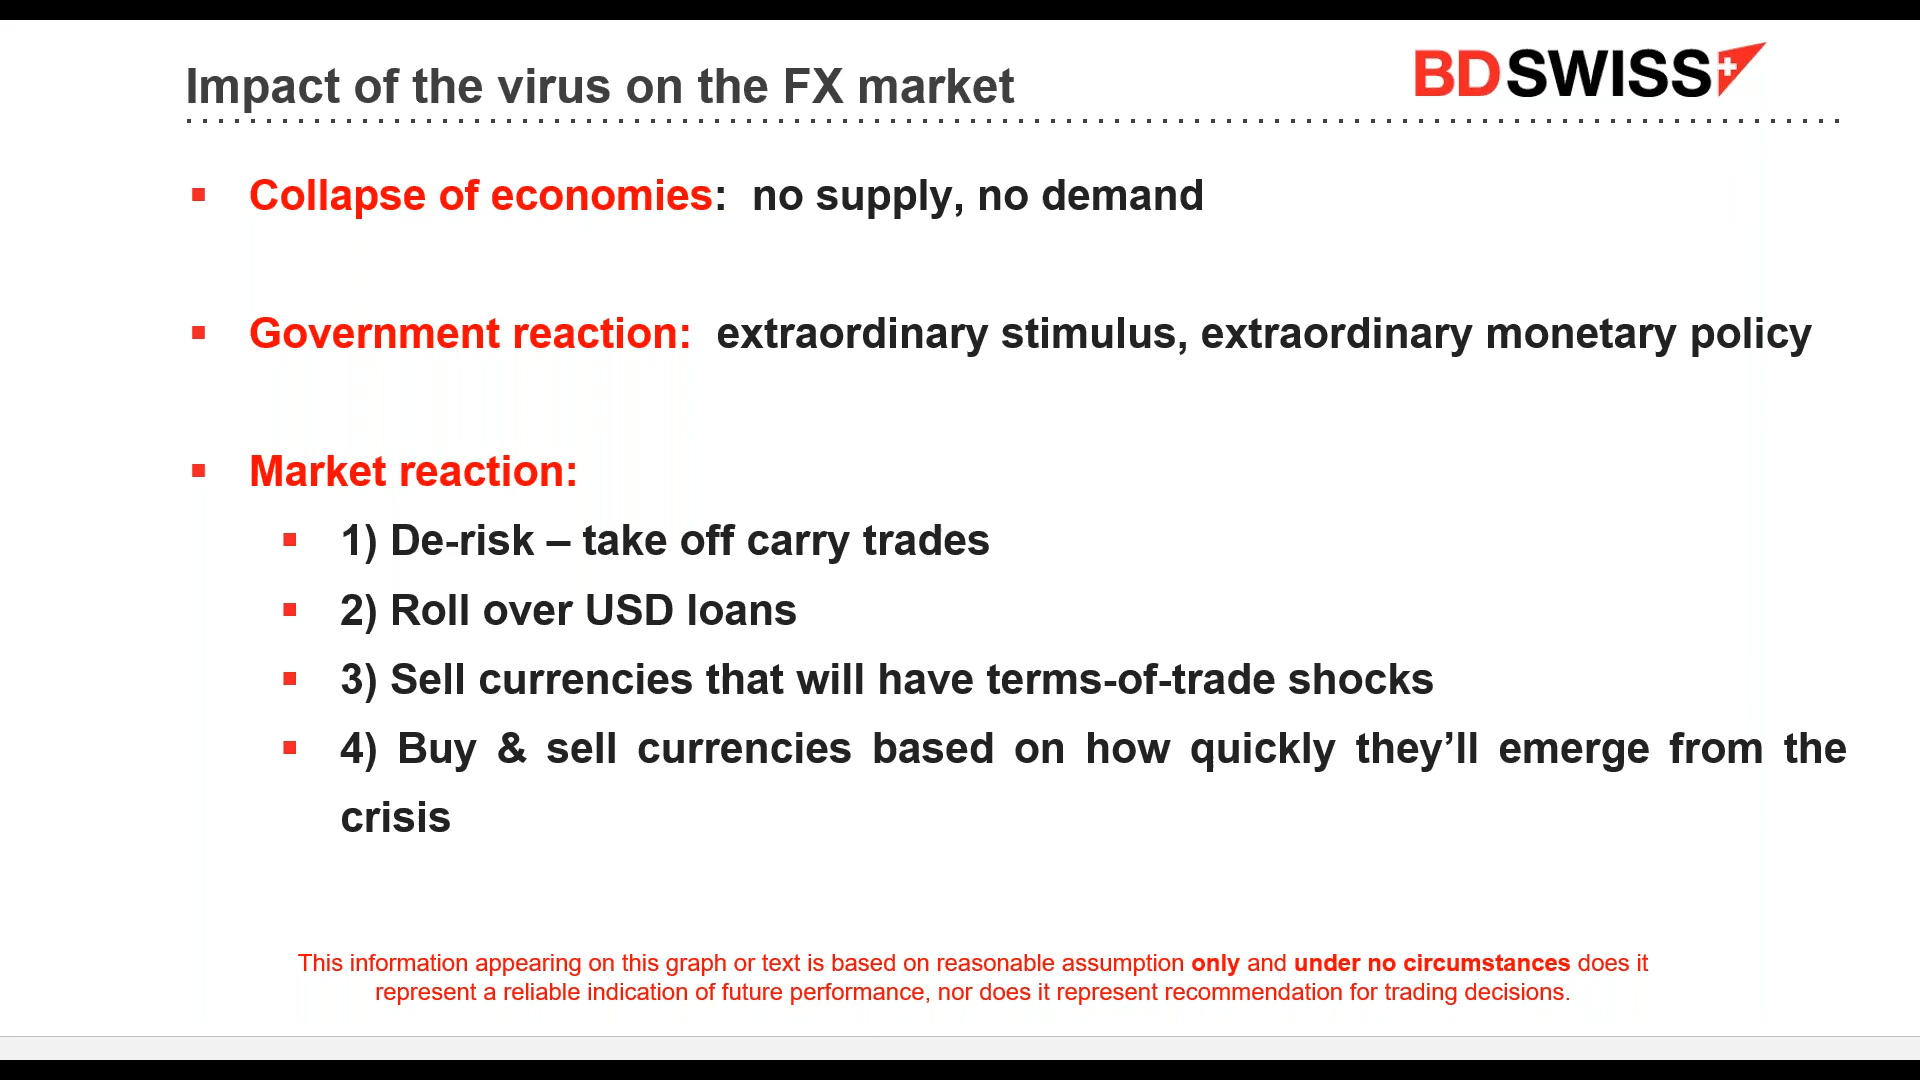 Impact of the virus on the FX market
BDSWISS
▪ Collapse of economies: no supply, no demand
▪ Government reaction: extraordinary stimulus, extraordinary monetary policy
▪ Market reaction:
▪ 1) De-risk – take off carry trades
▪ 2) Roll over USD loans
▪ 3) Sell currencies that will have terms-of-trade shocks
▪ 4) Buy & sell currencies based on how quickly they’ll emerge from the
crisis
This information appearing on this graph or text is based on reasonable assumption only and under no circumstances does it
represent a reliable indication of future performance, nor does it represent recommendation for trading decisions.